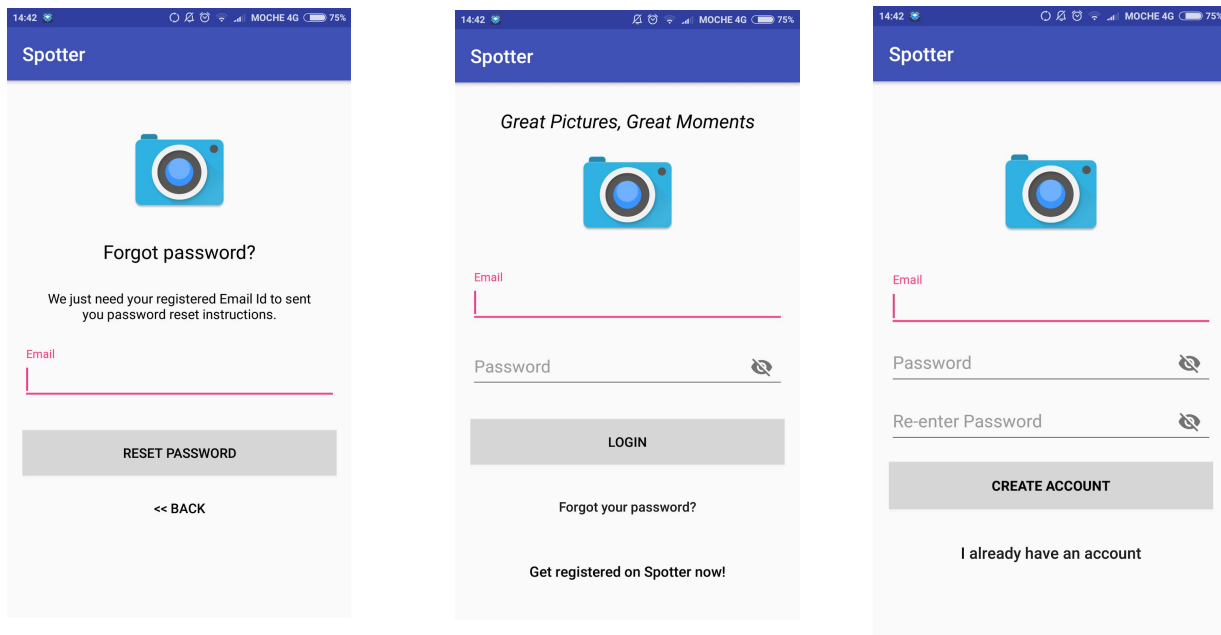 14:42 MOCHE 4G 75%
Spotter
Forgot password?
We just need your registered Email Id to sent
you password reset instructions.
Email
RESET PASSWORD
<< BACK
14:42 MOCHE 4G 75%
Spotter
Great Pictures, Great Moments
Email
Password
LOGIN
Forgot your password?
Get registered on Spotter now!
14:42 MOCHE 4G 75%
Spotter
Email
Password
Re-enter Password
CREATE ACCOUNT
I already have an account